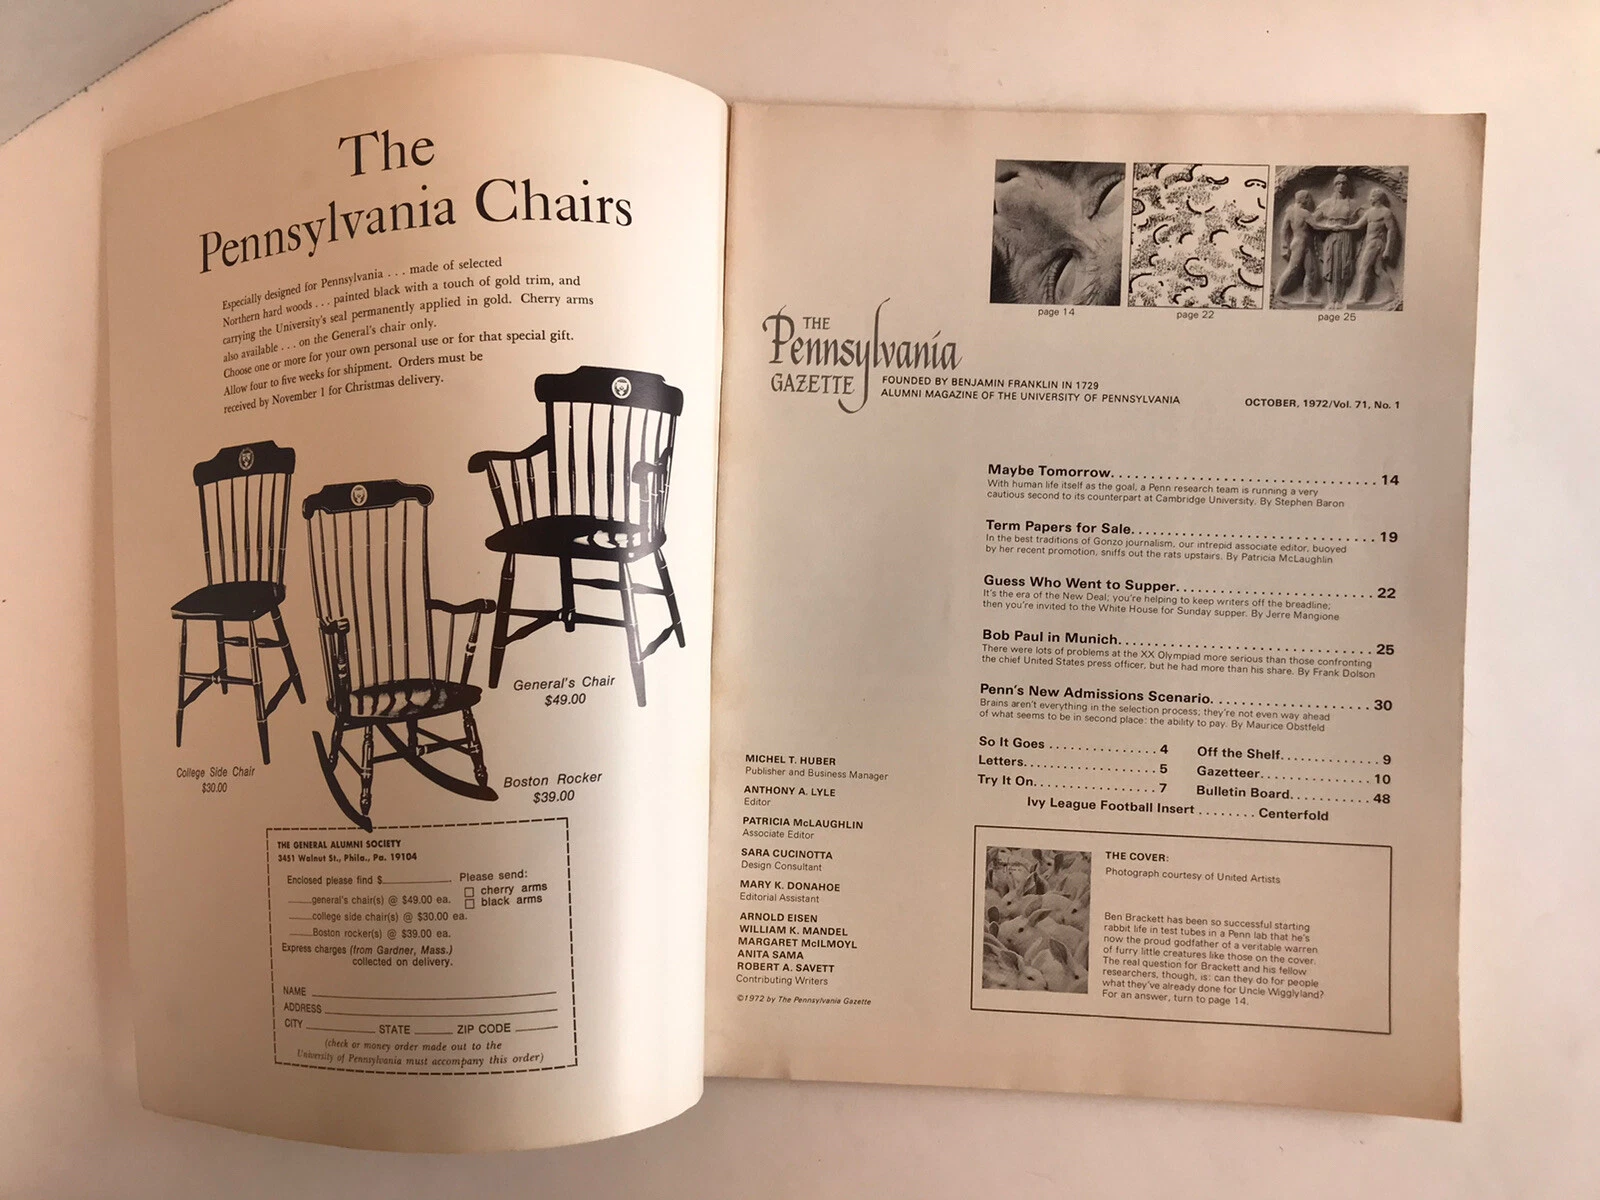 The
Pennsylvania Chairs
Especially designed for Pennsylvania . . . made of selected
Northern hard woods . . . painted black with a touch of gold trim, and
carrying the University's seal permanently applied in gold. Cherry arms
also available . . . on the General's chair only.
Choose one or more for your own personal use or for that special gift.
Allow four to five weeks for shipment. Orders must be
received by November 1 for Christmas delivery.
General's Chair
$49.00
College Side Chair
$30.00
Boston Rocker
$39.00
THE GENERAL ALUMNI SOCIETY
3451 Walnut St., Phila., Pa. 19104
Enclosed please find $
Please send:
general's chair(s) @ $49.00 ea.
cherry arms
black arms
college side chair(s) @ $30.00 ea.
Boston rocker(s) @ $39.00 ea.
Express charges (from Gardner, Mass.)
collected on delivery.
NAME
ADDRESS
CITY STATE ZIP CODE
(check or money order made out to the
University of Pennsylvania must accompany this order)
page 14
page 22
page 25
THE
Pennsylvania
GAZETTE
FOUNDED BY BENJAMIN FRANKLIN IN 1729
ALUMNI MAGAZINE OF THE UNIVERSITY OF PENNSYLVANIA
OCTOBER, 1972/Vol. 71, No. 1
Maybe Tomorrow. . . . . . . . . . . . . . . . . . . . . . . . . . . . . . . . 14
With human life itself as the goal, a Penn research team is running a very
cautious second to its counterpart at Cambridge University. By Stephen Baron
Term Papers for Sale. . . . . . . . . . . . . . . . . . . . . . . . . . . . . 19
In the best traditions of Gonzo journalism, our intrepid associate editor, buoyed
by her recent promotion, sniffs out the rats upstairs. By Patricia McLaughlin
Guess Who Went to Supper. . . . . . . . . . . . . . . . . . . . . . . . 22
It's the era of the New Deal; you're helping to keep writers off the breadline;
then you're invited to the White House for Sunday supper. By Jerre Mangione
Bob Paul in Munich. . . . . . . . . . . . . . . . . . . . . . . . . . . . . . . 25
There were lots of problems at the XX Olympiad more serious than those confronting
the chief United States press officer, but he had more than his share. By Frank Dolson
Penn's New Admissions Scenario. . . . . . . . . . . . . . . . . . . . 30
Brains aren't everything in the selection process; they're not even way ahead
of what seems to be in second place: the ability to pay. By Maurice Obstfeld
So It Goes . . . . . . . . . . . . . . 4
Letters. . . . . . . . . . . . . . . . . 5
Try It On. . . . . . . . . . . . . . . 7
Off the Shelf. . . . . . . . . . . . . 9
Gazetteer. . . . . . . . . . . . . . . 10
Bulletin Board. . . . . . . . . . . 48
Ivy League Football Insert . . . . . . . . Centerfold
MICHEL T. HUBER
Publisher and Business Manager
ANTHONY A. LYLE
Editor
PATRICIA McLAUGHLIN
Associate Editor
SARA CUCINOTTA
Design Consultant
MARY K. DONAHOE
Editorial Assistant
ARNOLD EISEN
WILLIAM K. MANDEL
MARGARET McILMOYL
ANITA SAMA
ROBERT A. SAVETT
Contributing Writers
©1972 by The Pennsylvania Gazette
THE COVER:
Photograph courtesy of United Artists
Ben Brackett has been so successful starting
rabbit life in test tubes in a Penn lab that he's
now the proud godfather of a veritable warren
of furry little creatures like those on the cover.
The real question for Brackett and his fellow
researchers, though, is: can they do for people
what they've already done for Uncle Wigglyland?
For an answer, turn to page 14.